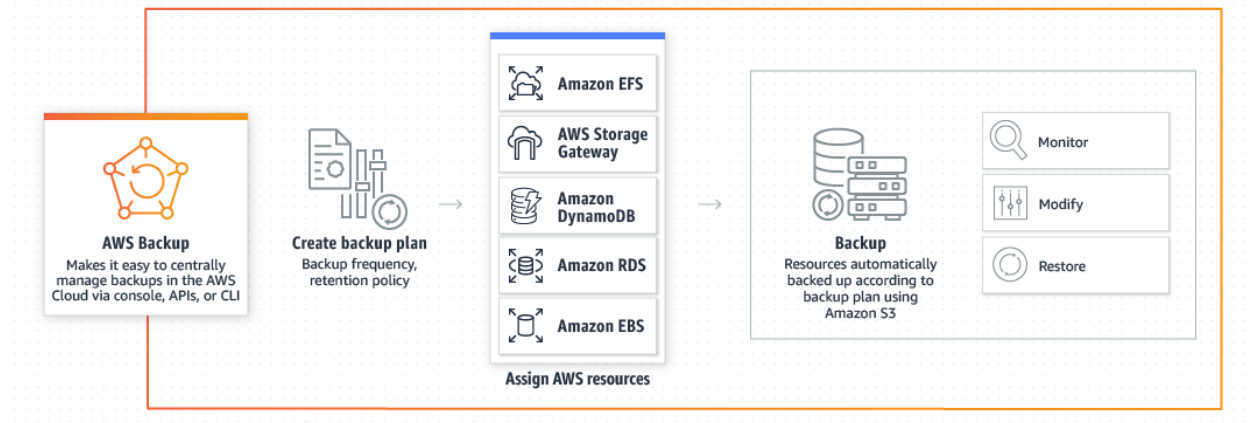 AWS Backup
Makes it easy to centrally
manage backups in the AWS
Cloud via console, APIs, or CLI
Create backup plan
Backup frequency,
retention policy
Amazon EFS
AWS Storage
Gateway
Amazon
DynamoDB
Amazon RDS
Amazon EBS
Assign AWS resources
Backup
Resources automatically
backed up according to
backup plan using
Amazon S3
Monitor
Modify
Restore